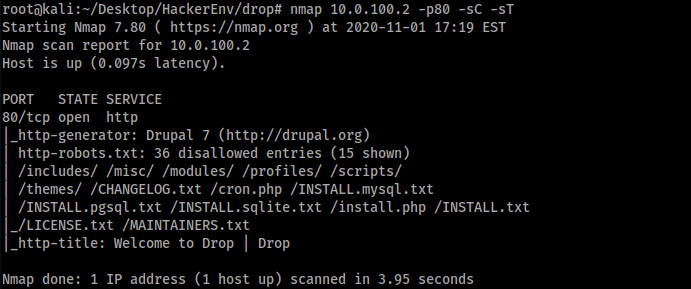 root@kali:~/Desktop/HackerEnv/drop# nmap 10.0.100.2 -p80 -sC -sT
Starting Nmap 7.80 ( https://nmap.org ) at 2020-11-01 17:19 EST
Nmap scan report for 10.0.100.2
Host is up (0.097s latency).

PORT   STATE SERVICE
80/tcp open  http
|_http-generator: Drupal 7 (http://drupal.org)
| http-robots.txt: 36 disallowed entries (15 shown)
| /includes/ /misc/ /modules/ /profiles/ /scripts/
| /themes/ /CHANGELOG.txt /cron.php /INSTALL.mysql.txt
| /INSTALL.pgsql.txt /INSTALL.sqlite.txt /install.php /INSTALL.txt
|_/LICENSE.txt /MAINTAINERS.txt
|_http-title: Welcome to Drop | Drop

Nmap done: 1 IP address (1 host up) scanned in 3.95 seconds